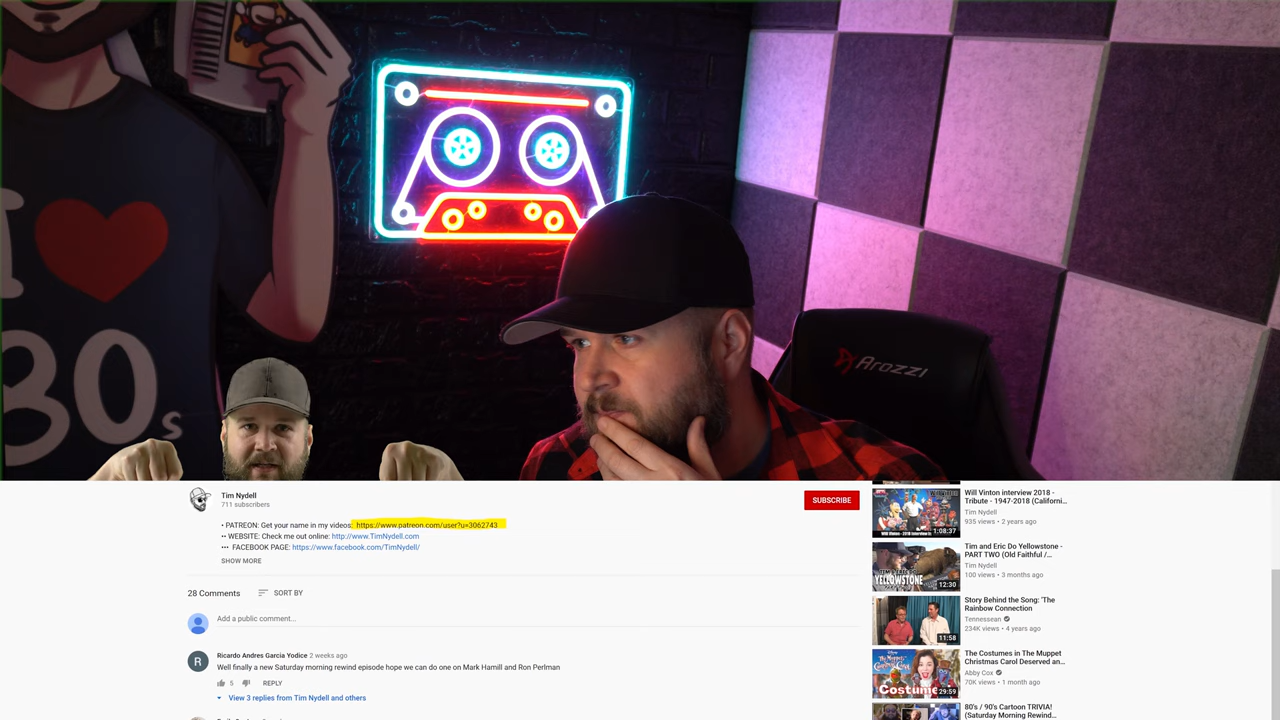 I
80s
Arozzi
Tim Nydell
711 subscribers
SUBSCRIBE
• PATREON: Get your name in my videos: https://www.patreon.com/user?u=3062743
•• WEBSITE: Check me out online: http://www.TimNydell.com
••• FACEBOOK PAGE: https://www.facebook.com/TimNydell/
SHOW MORE
28 Comments
SORT BY
Add a public comment...
R
Ricardo Andres Garcia Yodice 2 weeks ago
Well finally a new Saturday morning rewind episode hope we can do one on Mark Hamill and Ron Perlman
5
REPLY
View 3 replies from Tim Nydell and others
1:08:37
Will Vinton interview 2018 -
Tribute - 1947-2018 (Californi...
Tim Nydell
935 views • 2 years ago
YELLOWSTONE
12:30
Tim and Eric Do Yellowstone -
PART TWO (Old Faithful /...
Tim Nydell
100 views • 3 months ago
11:58
Story Behind the Song: 'The
Rainbow Connection
Tennessean
234K views • 4 years ago
29:59
The Costumes in The Muppet
Christmas Carol Deserved an...
Abby Cox
70K views • 1 month ago
80's / 90's Cartoon TRIVIA!
(Saturday Morning Rewind...